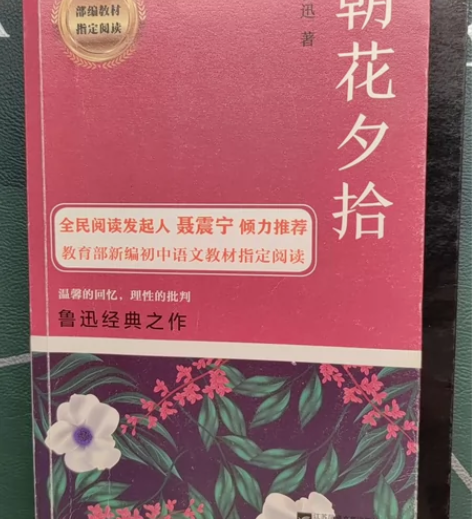 部编教材
指定阅读
迅 著
朝花夕拾
全民阅读发起人 聂震宁 倾力推荐
教育部新编初中语文教材指定阅读
温馨的回忆，理性的批判
鲁迅经典之作